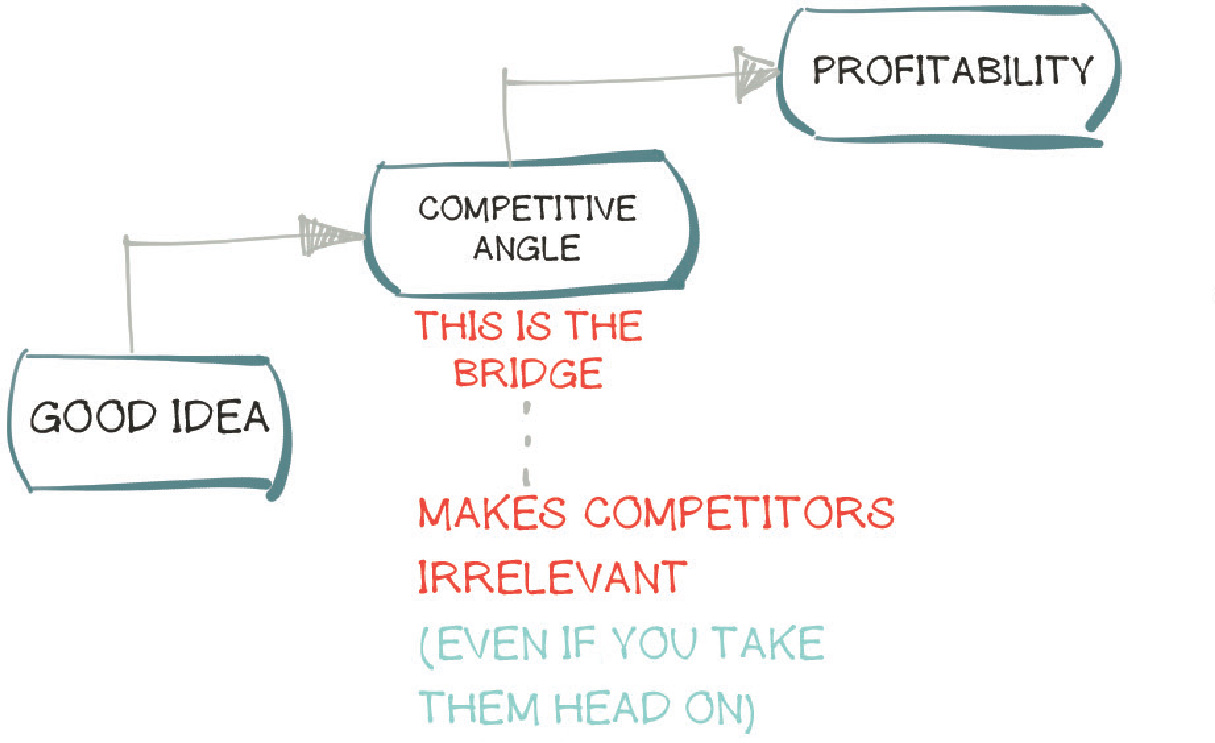 PROFITABILITY
COMPETITIVE
ANGLE
THIS IS THE
BRIDGE
GOOD IDEA
MAKES COMPETITORS
IRRELEVANT
(EVEN IF YOU TAKE
THEM HEAD ON)